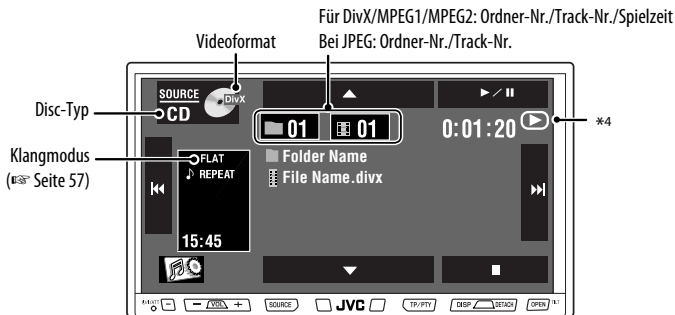 Für DivX/MPEG1/MPEG2: Ordner-Nr./Track-Nr./Spielzeit
Bei JPEG: Ordner-Nr./Track-Nr.
Videoformat
Disc-Typ
Klangmodus
(☞ Seite 57)
SOURCE
CD
DivX
01 01 0:01:20
*4
FLAT
REPEAT
Folder Name
File Name.divx
15:45
− VOL +
SOURCE
JVC
TP/PTY
DISP DETACH
OPEN